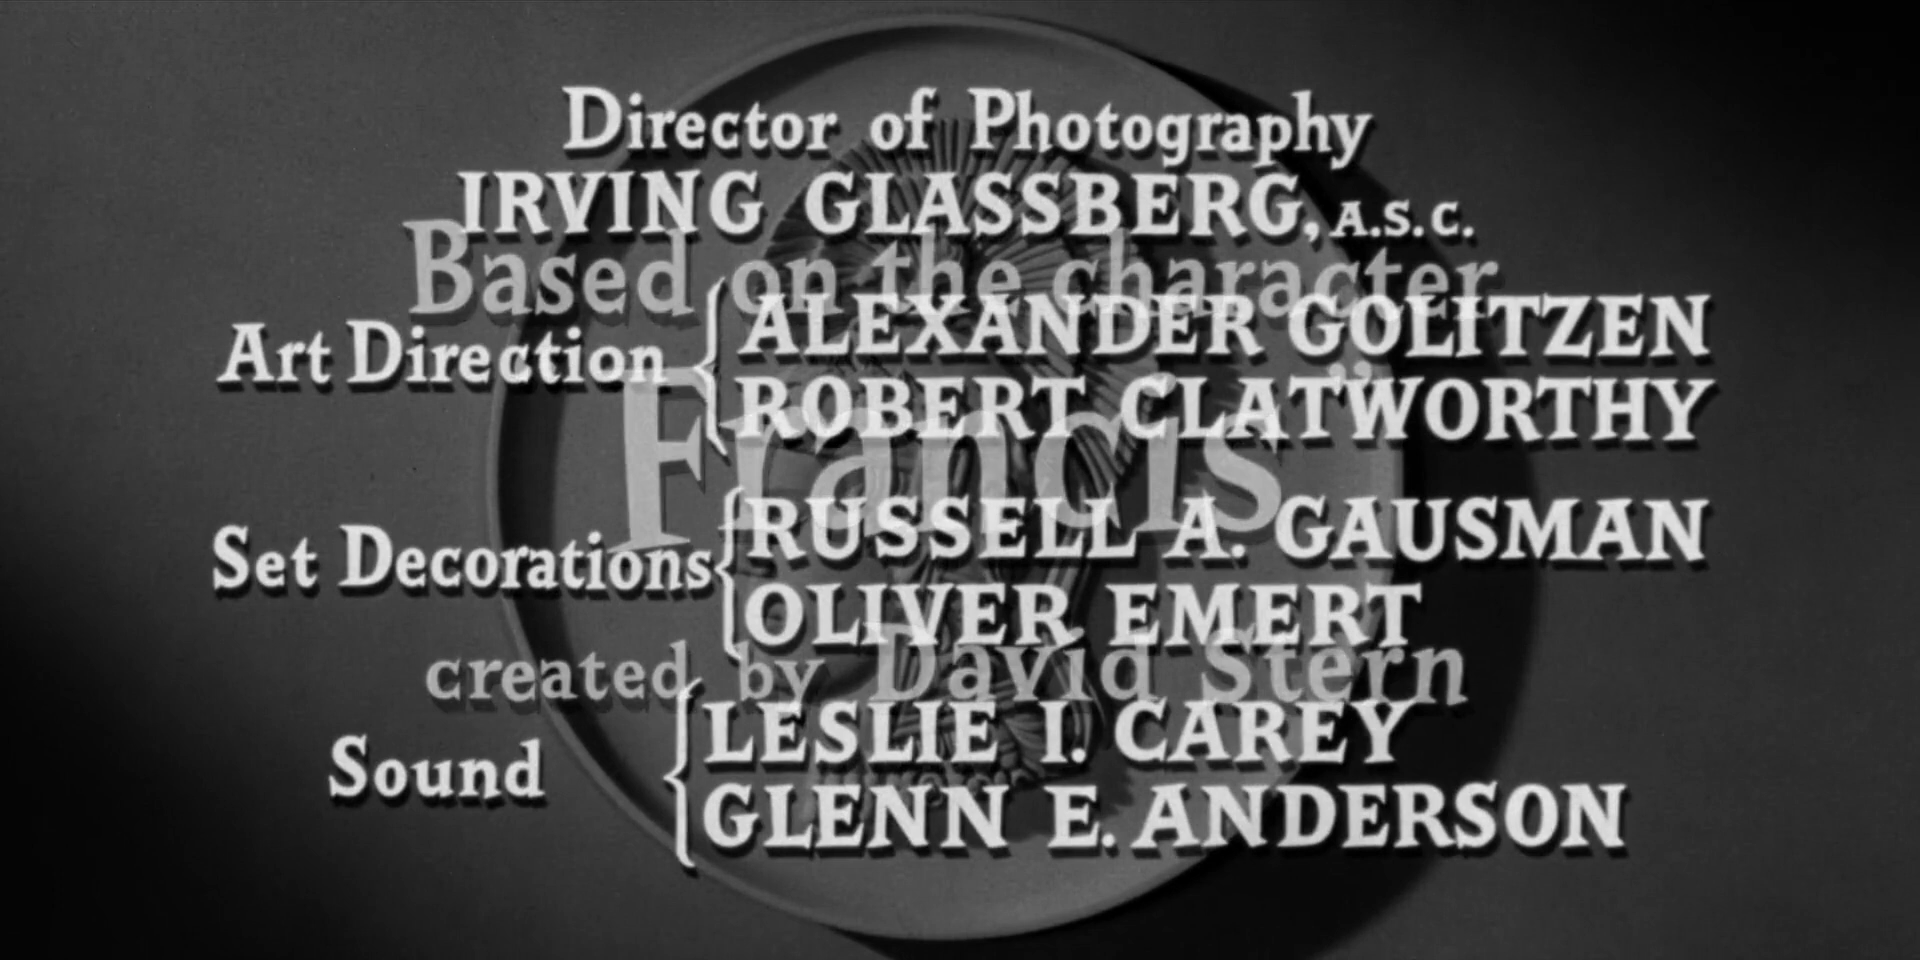 Director of Photography
IRVING GLASSBERG, A.S.C.
Based on the character
Art Direction { ALEXANDER GOLITZEN
ROBERT CLATWORTHY
"Francis"
Set Decorations { RUSSELL A. GAUSMAN
OLIVER EMERT
created by David Stern
Sound { LESLIE I. CAREY
GLENN E. ANDERSON